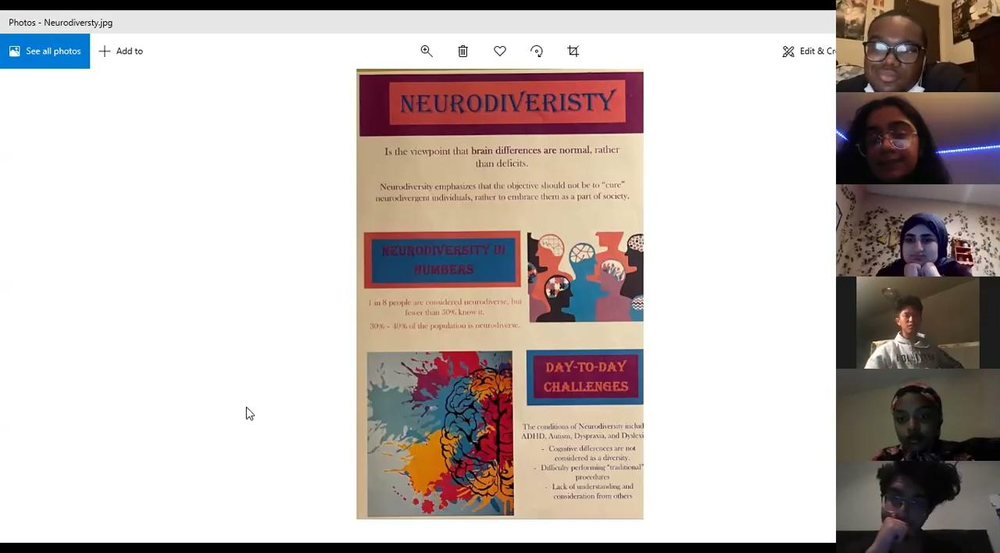 Photos - Neurodiversty.jpg
See all photos
Add to
Edit & Cr
NEURODIVERISTY
Is the viewpoint that brain differences are normal, rather
than deficits.
Neurodiversity emphasizes that the objective should not be to "cure"
neurodivergent individuals, rather to embrace them as a part of society.
NEURODIVERSITY IN
NUMBERS
1 in 8 people are considered neurodiverse, but
fewer than 50% know it.
30% - 40% of the population is neurodiverse.
DAY-TO-DAY
CHALLENGES
The conditions of Neurodiversity includ
ADHD, Autism, Dyspraxia, and Dyslexi
- Cognitive differences are not
considered as a diversity.
- Difficulty performing "traditional"
procedures
- Lack of understanding and
consideration from others